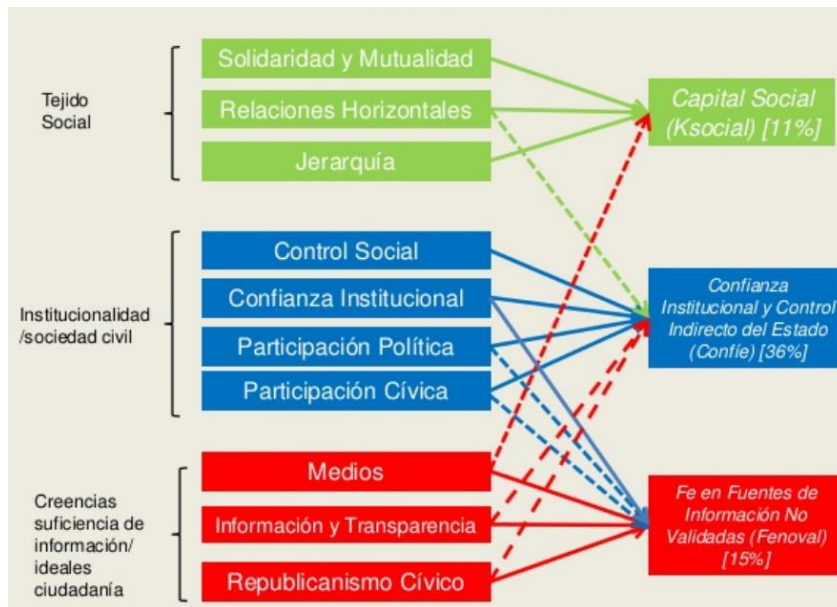 Tejido
Social
Solidaridad y Mutualidad
Relaciones Horizontales
Jerarquía
Capital Social
(Ksocial) [11%]
Institucionalidad
/sociedad civil
Control Social
Confianza Institucional
Participación Política
Participación Cívica
Confianza
Institucional y Control
Indirecto del Estado
(Confíe) [36%]
Creencias
suficiencia de
información/
ideales
ciudadanía
Medios
Información y Transparencia
Republicanismo Cívico
Fe en Fuentes de
Información No
Validadas (Fenoval)
[15%]